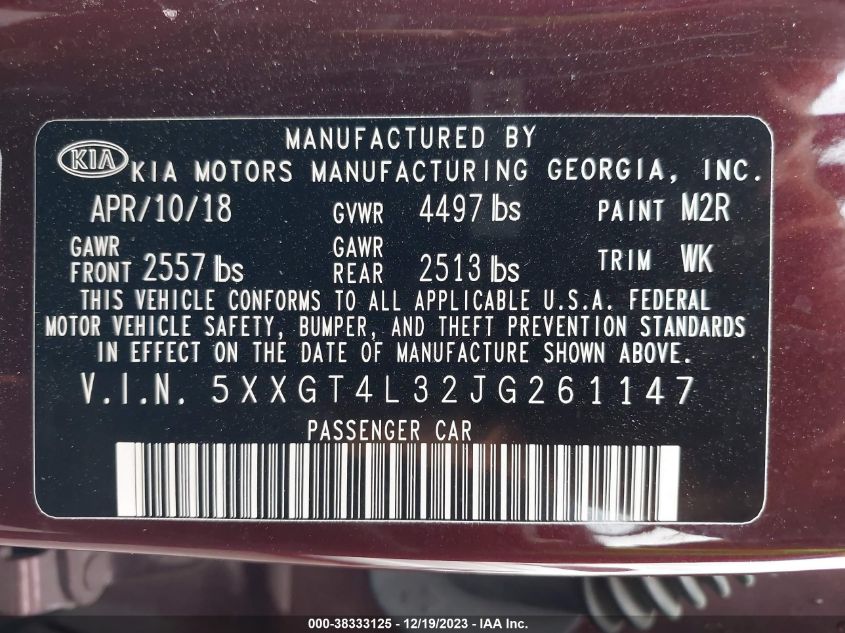 MANUFACTURED BY
KIA KIA MOTORS MANUFACTURING GEORGIA, INC.
APR/10/18 GVWR 4497 lbs PAINT M2R
GAWR FRONT 2557 lbs GAWR REAR 2513 lbs TRIM WK
THIS VEHICLE CONFORMS TO ALL APPLICABLE U.S.A. FEDERAL
MOTOR VEHICLE SAFETY, BUMPER, AND THEFT PREVENTION STANDARDS
IN EFFECT ON THE DATE OF MANUFACTURE SHOWN ABOVE.
V.I.N. 5XXGT4L32JG261147
PASSENGER CAR
000-38333125 - 12/19/2023 - IAA Inc.